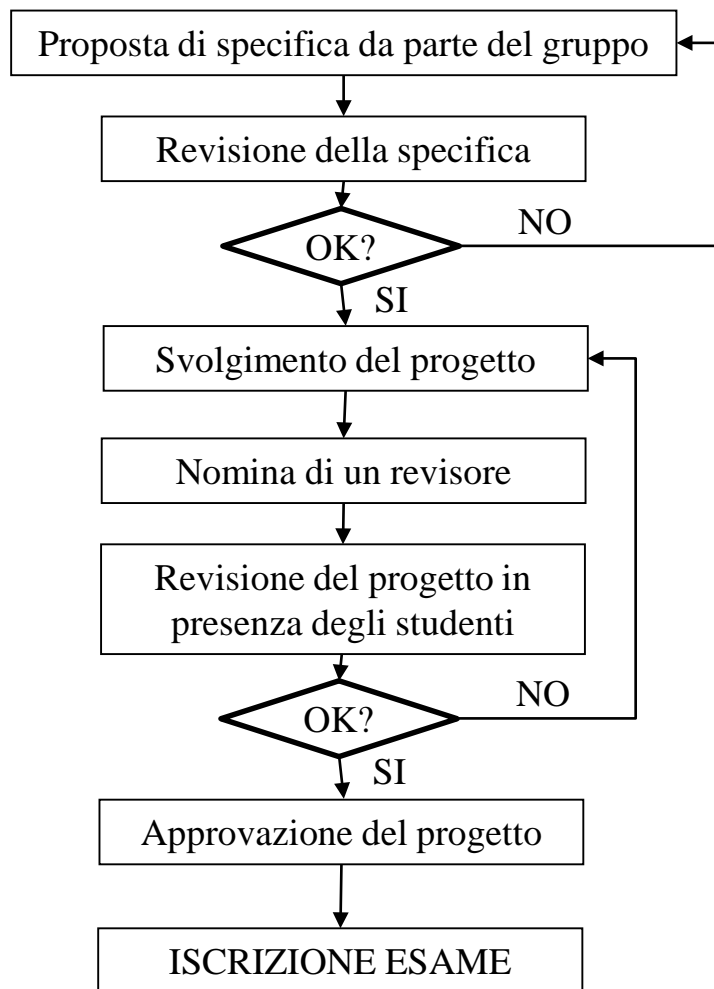 Proposta di specifica da parte del gruppo
Revisione della specifica
OK?
NO
SI
Svolgimento del progetto
Nomina di un revisore
Revisione del progetto in
presenza degli studenti
OK?
NO
SI
Approvazione del progetto
ISCRIZIONE ESAME